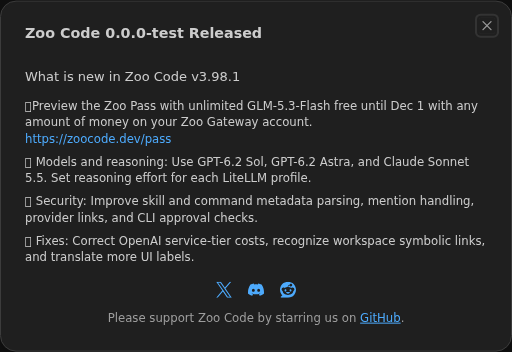 Zoo Code 0.0.0-test Released
What is new in Zoo Code v3.98.1
Preview the Zoo Pass with unlimited GLM-5.3-Flash free until Dec 1 with any
amount of money on your Zoo Gateway account.
https://zoocode.dev/pass
Models and reasoning: Use GPT-6.2 Sol, GPT-6.2 Astra, and Claude Sonnet
5.5. Set reasoning effort for each LiteLLM profile.
Security: Improve skill and command metadata parsing, mention handling,
provider links, and CLI approval checks.
Fixes: Correct OpenAI service-tier costs, recognize workspace symbolic links,
and translate more UI labels.
Please support Zoo Code by starring us on GitHub.